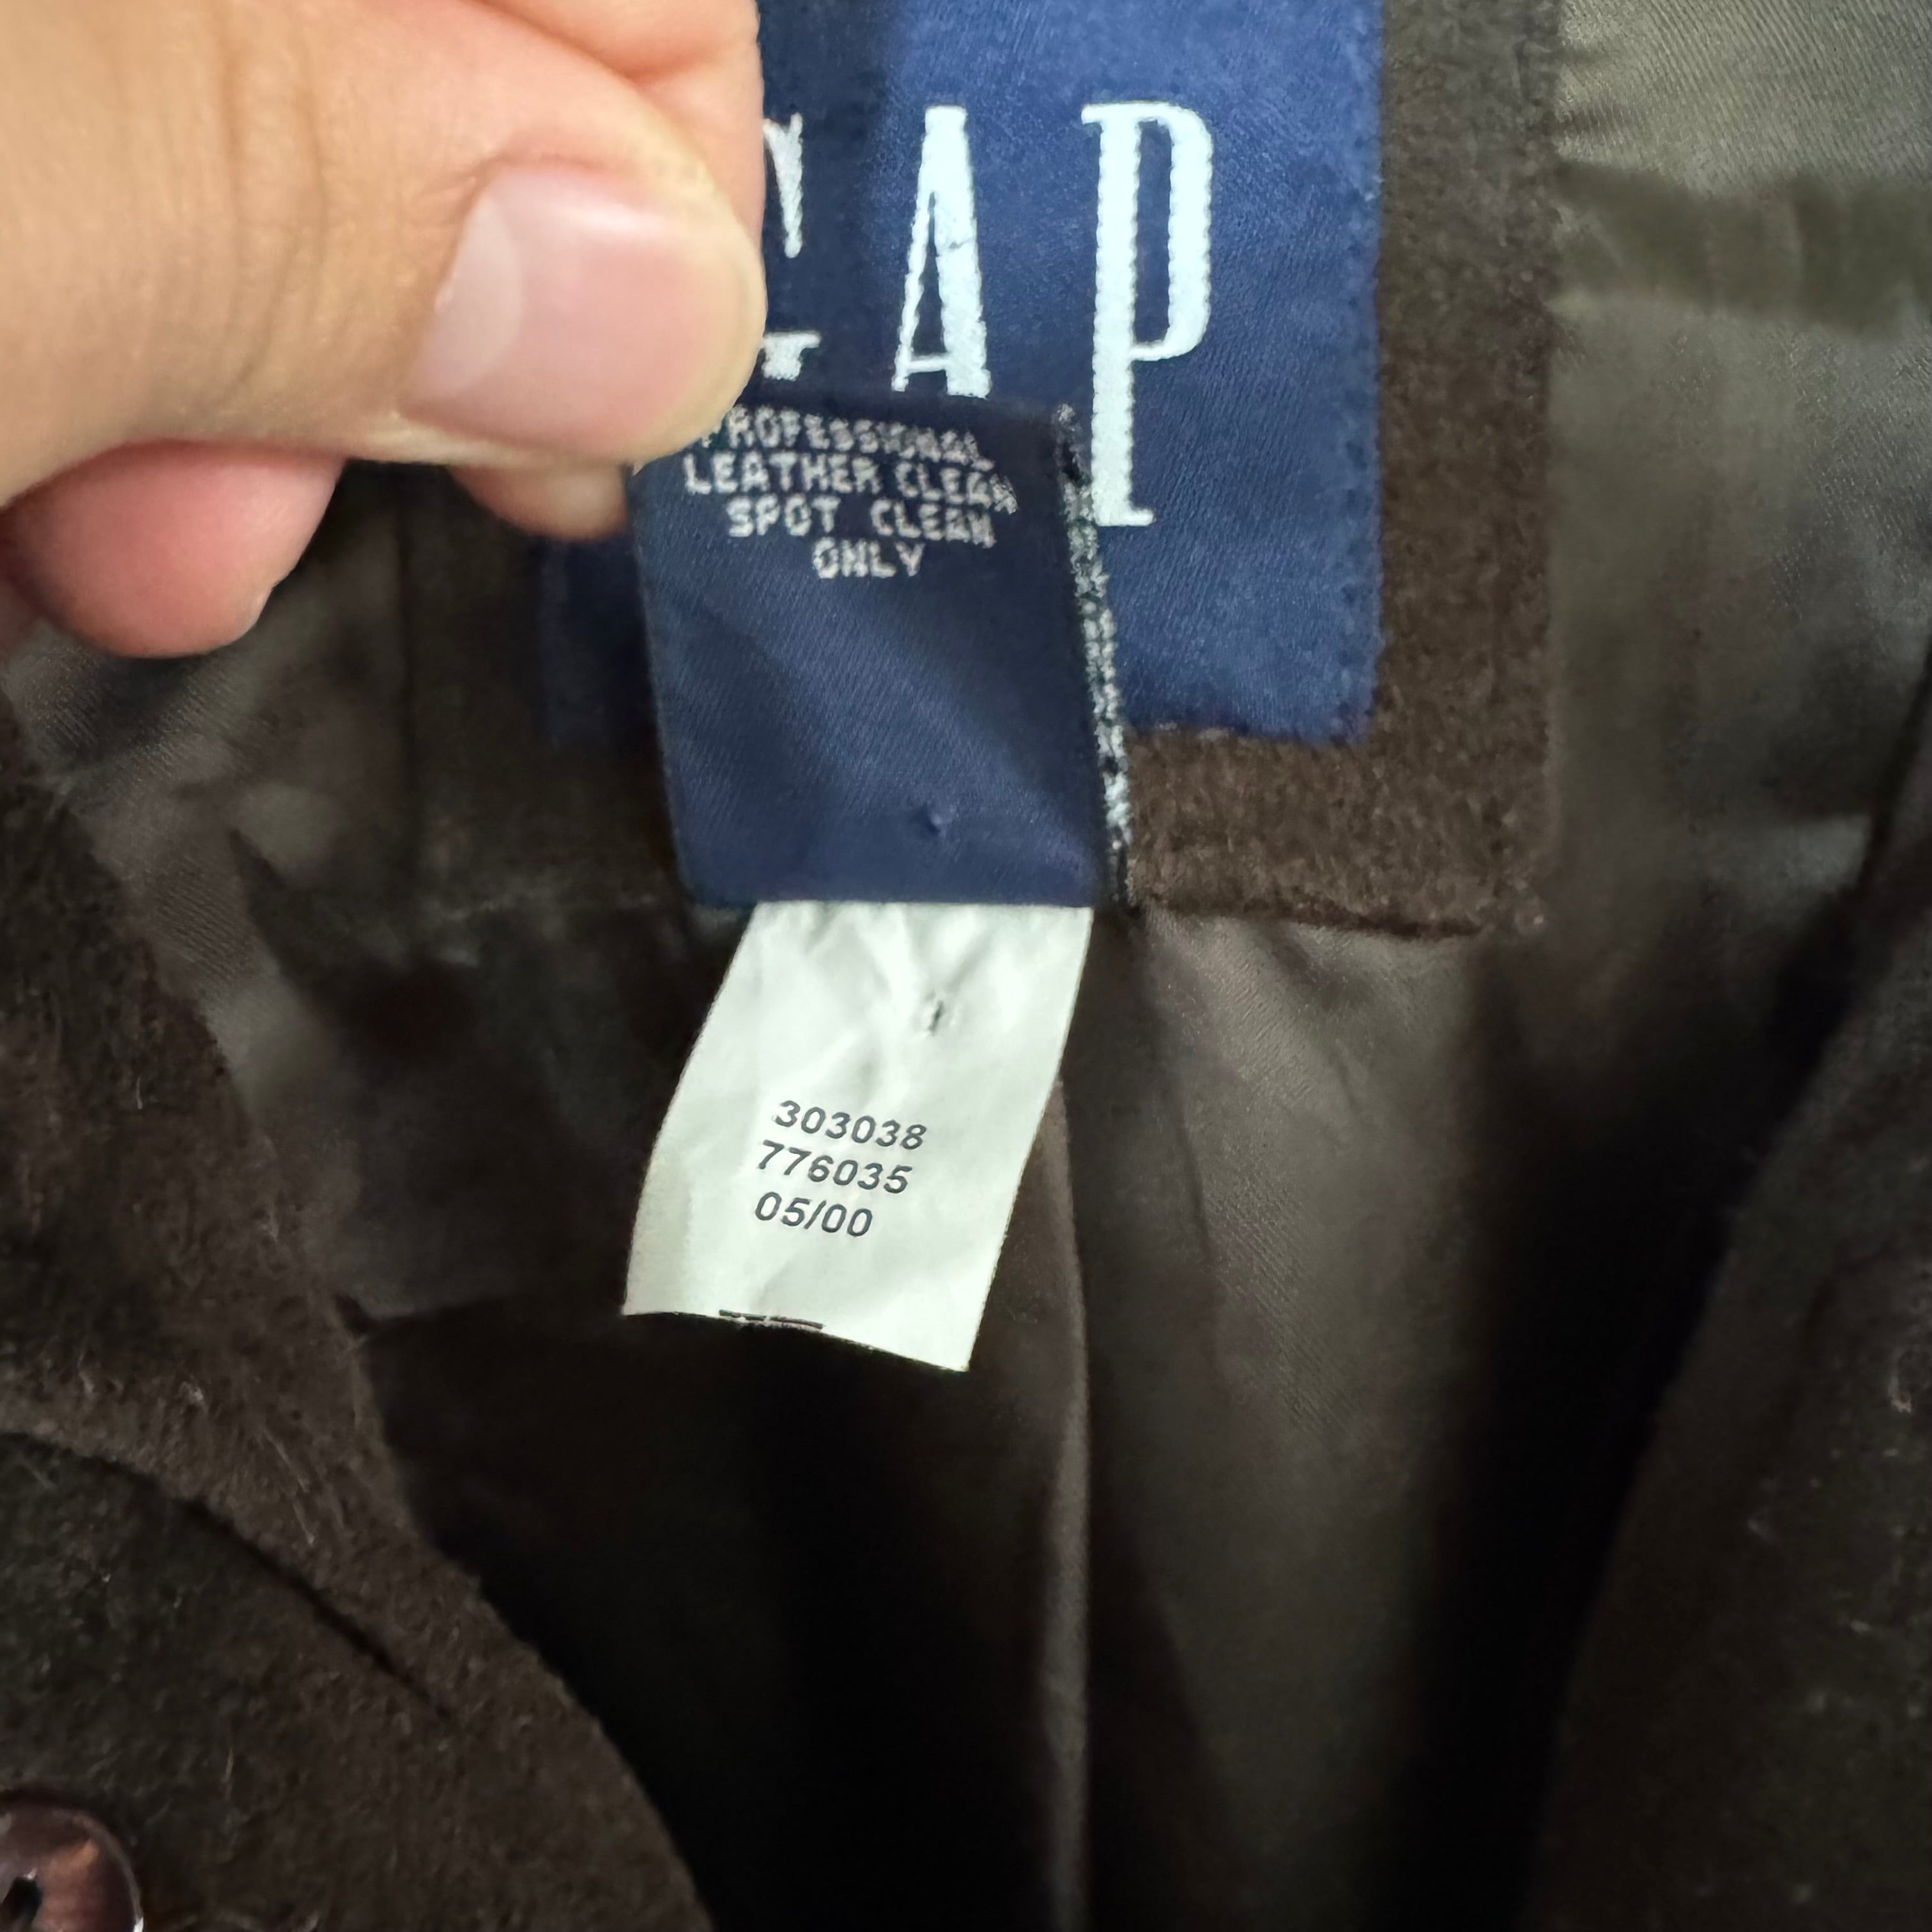 GAP
PROFESSIONAL
LEATHER CLEAN
SPOT CLEAN
ONLY
303038
776035
05/00